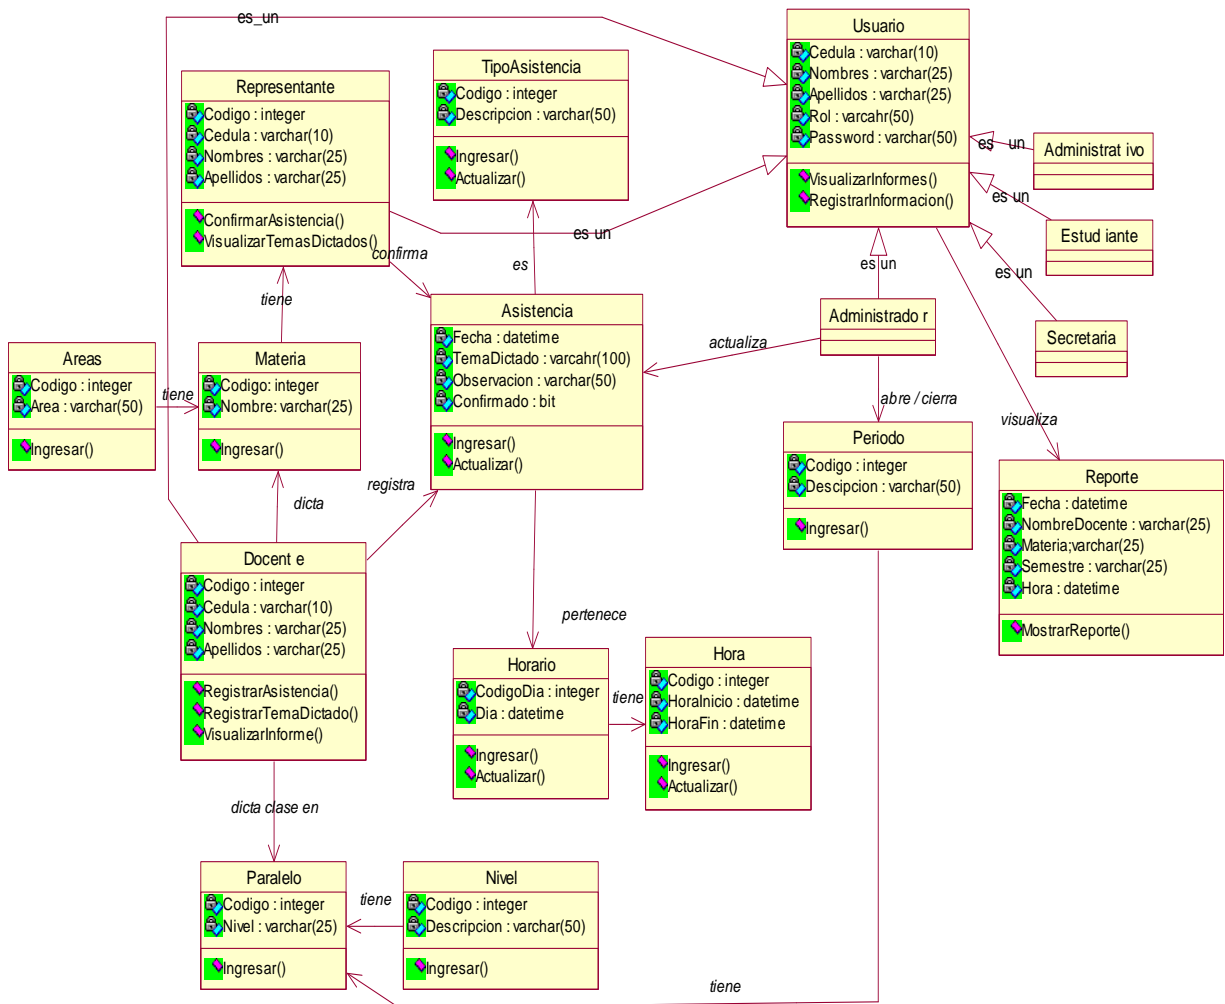 es_un
Usuario
Cedula : varchar(10)
Nombres : varchar(25)
Apellidos : varchar(25)
Rol : varcahr(50)
Password : varchar(50)
VisualizarInformes()
RegistrarInformacion()
TipoAsistencia
Codigo : integer
Descripcion : varchar(50)
Ingresar()
Actualizar()
Representante
Codigo : integer
Cedula : varchar(10)
Nombres : varchar(25)
Apellidos : varchar(25)
ConfirmarAsistencia()
VisualizarTemasDictados()
es un
Administrat ivo
es un
Estud iante
es un
Secretaria
es un
es un
Administrado r
confirma
es
tiene
Asistencia
Fecha : datetime
TemaDictado : varcahr(100)
Observacion : varchar(50)
Confirmado : bit
Ingresar()
Actualizar()
actualiza
Areas
Codigo : integer
Area : varchar(50)
Ingresar()
tiene
Materia
Codigo: integer
Nombre: varchar(25)
Ingresar()
abre / cierra
visualiza
Periodo
Codigo : integer
Descipcion : varchar(50)
Ingresar()
Reporte
Fecha : datetime
NombreDocente : varchar(25)
Materia;varchar(25)
Semestre : varchar(25)
Hora : datetime
MostrarReporte()
registra
dicta
Docent e
Codigo : integer
Cedula : varchar(10)
Nombres : varchar(25)
Apellidos : varchar(25)
RegistrarAsistencia()
RegistrarTemaDictado()
VisualizarInforme()
pertenece
Horario
CodigoDia : integer
Dia : datetime
Ingresar()
Actualizar()
tiene
Hora
Codigo : integer
HoraInicio : datetime
HoraFin : datetime
Ingresar()
Actualizar()
dicta clase en
Paralelo
Codigo : integer
Nivel : varchar(25)
Ingresar()
tiene
Nivel
Codigo : integer
Descripcion : varchar(50)
Ingresar()
tiene